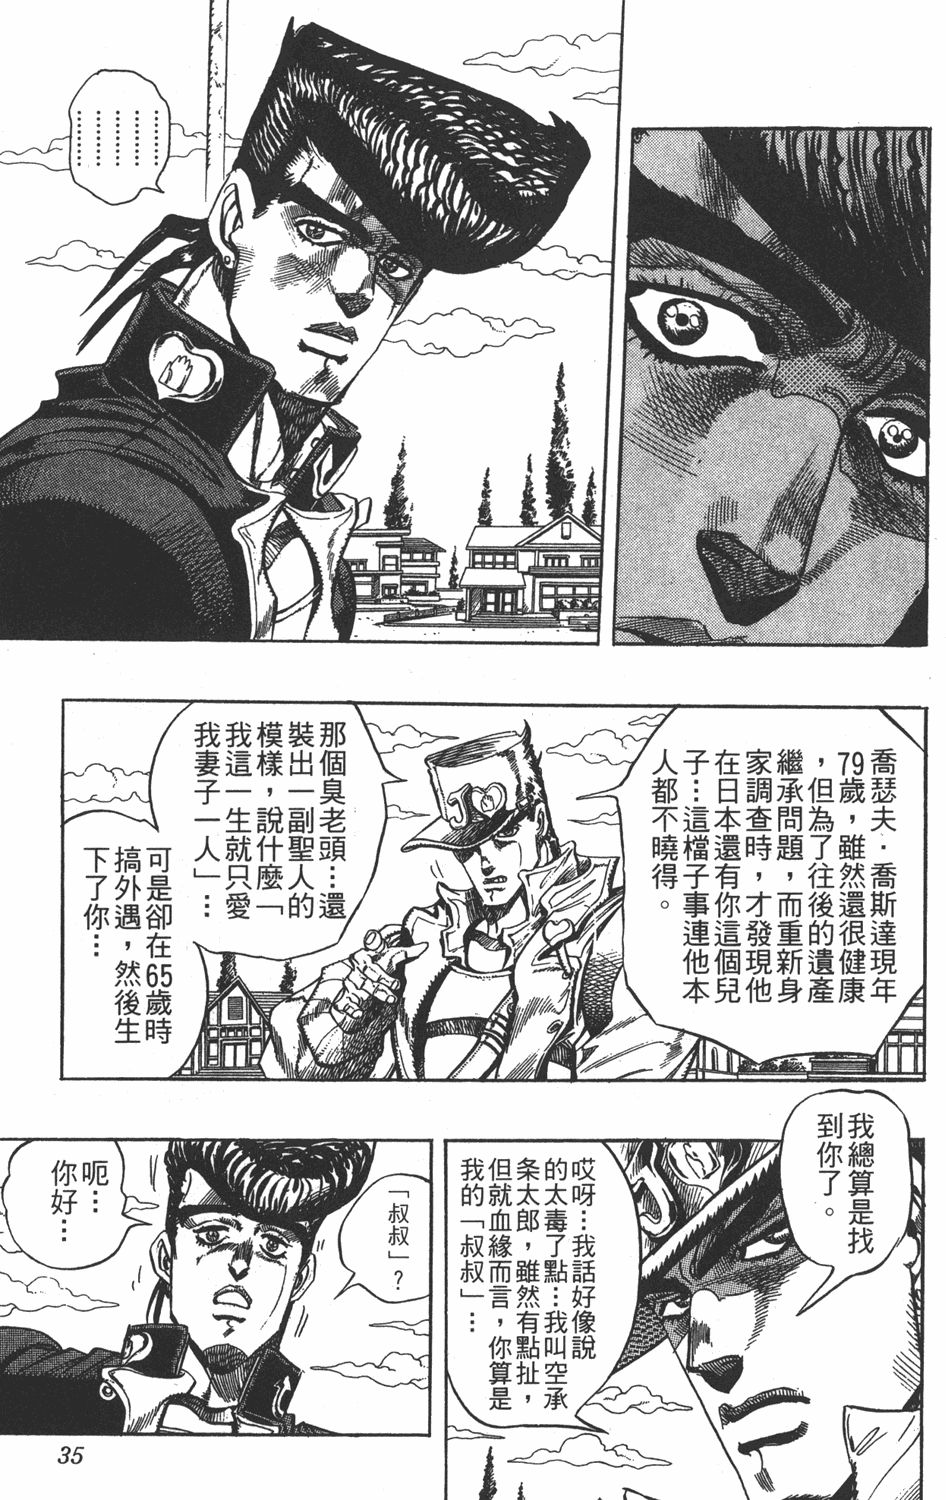 ⋯⋯⋯⋯⋯⋯⋯⋯
喬瑟夫·喬斯達現年
79歲,雖然還很健康
,但為了往後的遺產
繼承問題,而重新身
家調查時,才發現他
在日本還有你這個兒
子⋯這檔子事連他本
人都不曉得。
那個臭老頭⋯還
裝出一副聖人的
模樣,說什麼「
我這一生就只愛
我妻子一人」⋯
可是卻在65歲時
搞外遇,然後生
下了你⋯
我總算是找
到你了。
哎呀⋯我話好像說
的太毒了點⋯我叫空承
条太郎,雖然有點扯,
但就血緣而言,你算是
我的「叔叔」⋯
「叔叔」?
呃⋯
你好⋯
35